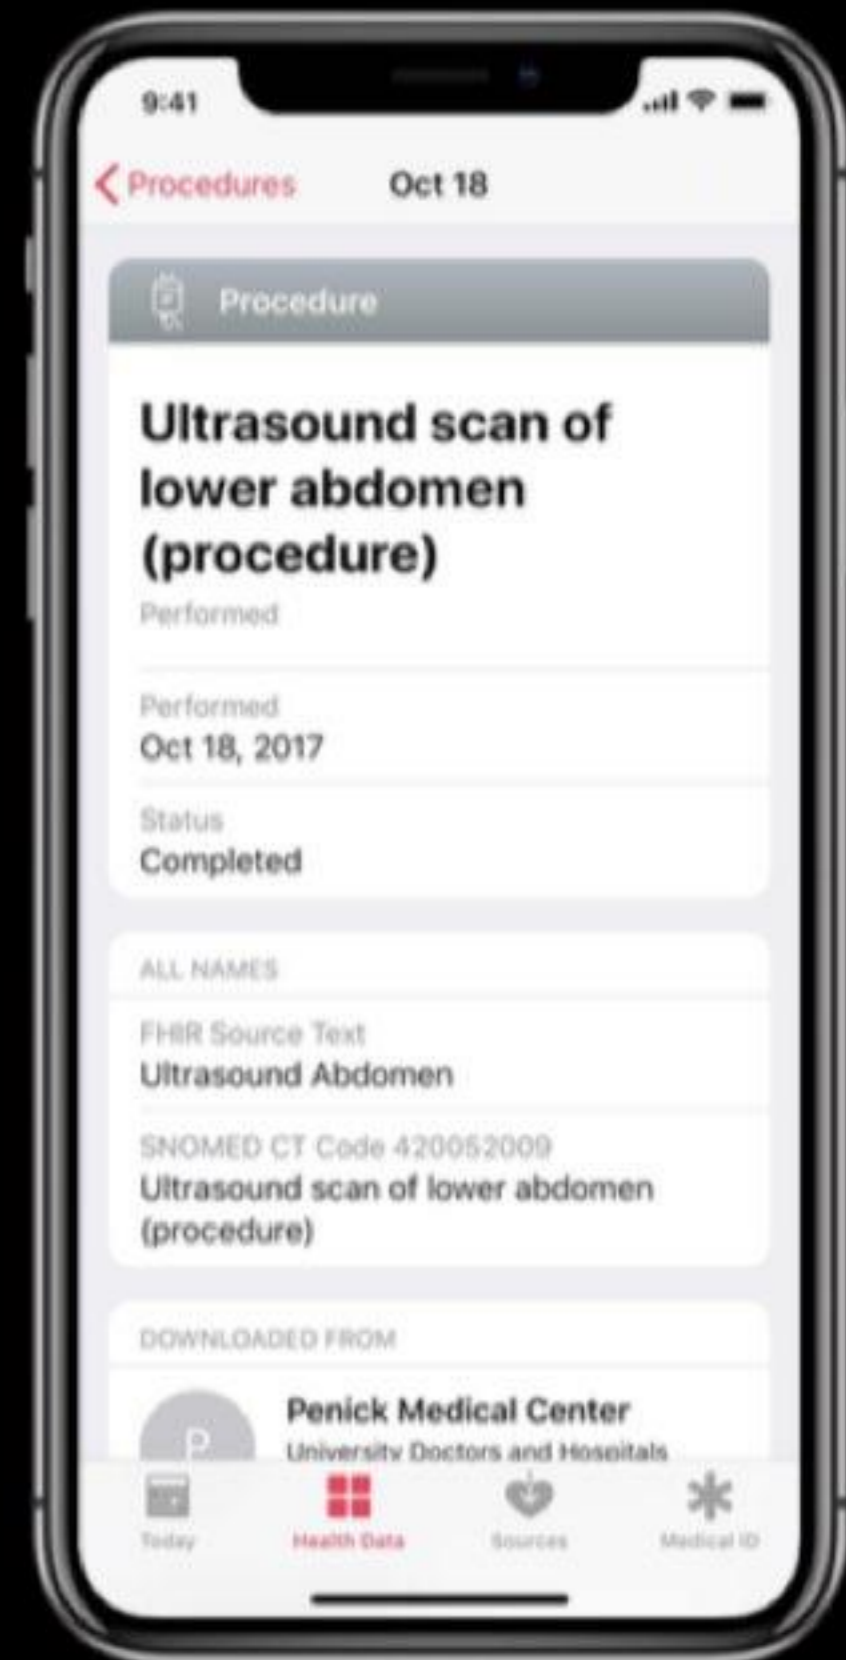 9:41
Procedures
Oct 18
Procedure
Ultrasound scan of
lower abdomen
(procedure)
Performed
Performed
Oct 18, 2017
Status
Completed
ALL NAMES
FHIR Source Text
Ultrasound Abdomen
SNOMED CT Code 420052009
Ultrasound scan of lower abdomen
(procedure)
DOWNLOADED FROM
P
Penick Medical Center
University Doctors and Hospitals
Today
Health Data
Sources
Medical ID